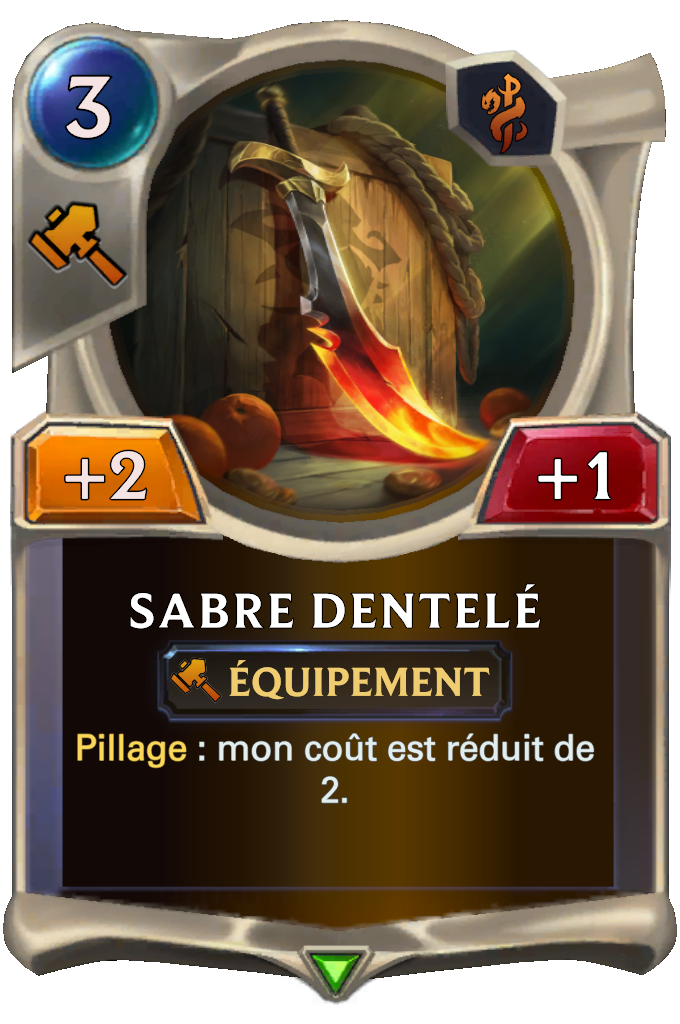 3
+2
+1
SABRE DENTELÉ
ÉQUIPEMENT
Pillage : mon coût est réduit de
2.